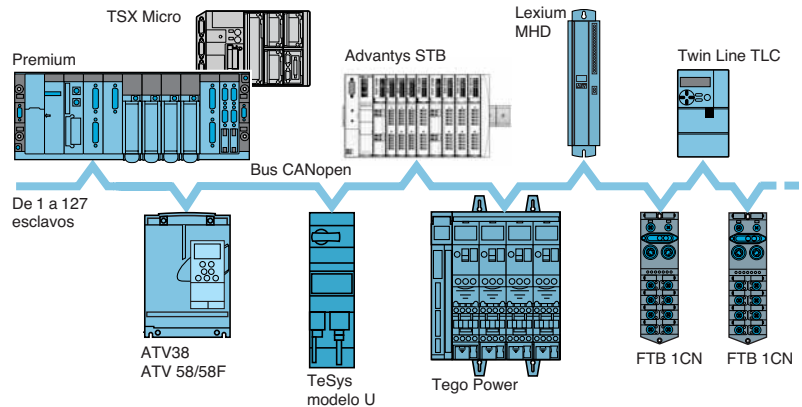 TSX Micro
Premium
Advantys STB
Lexium
MHD
Twin Line TLC
Bus CANopen
De 1 a 127
esclavos
ATV38
ATV 58/58F
TeSys
modelo U
Tego Power
FTB 1CN
FTB 1CN